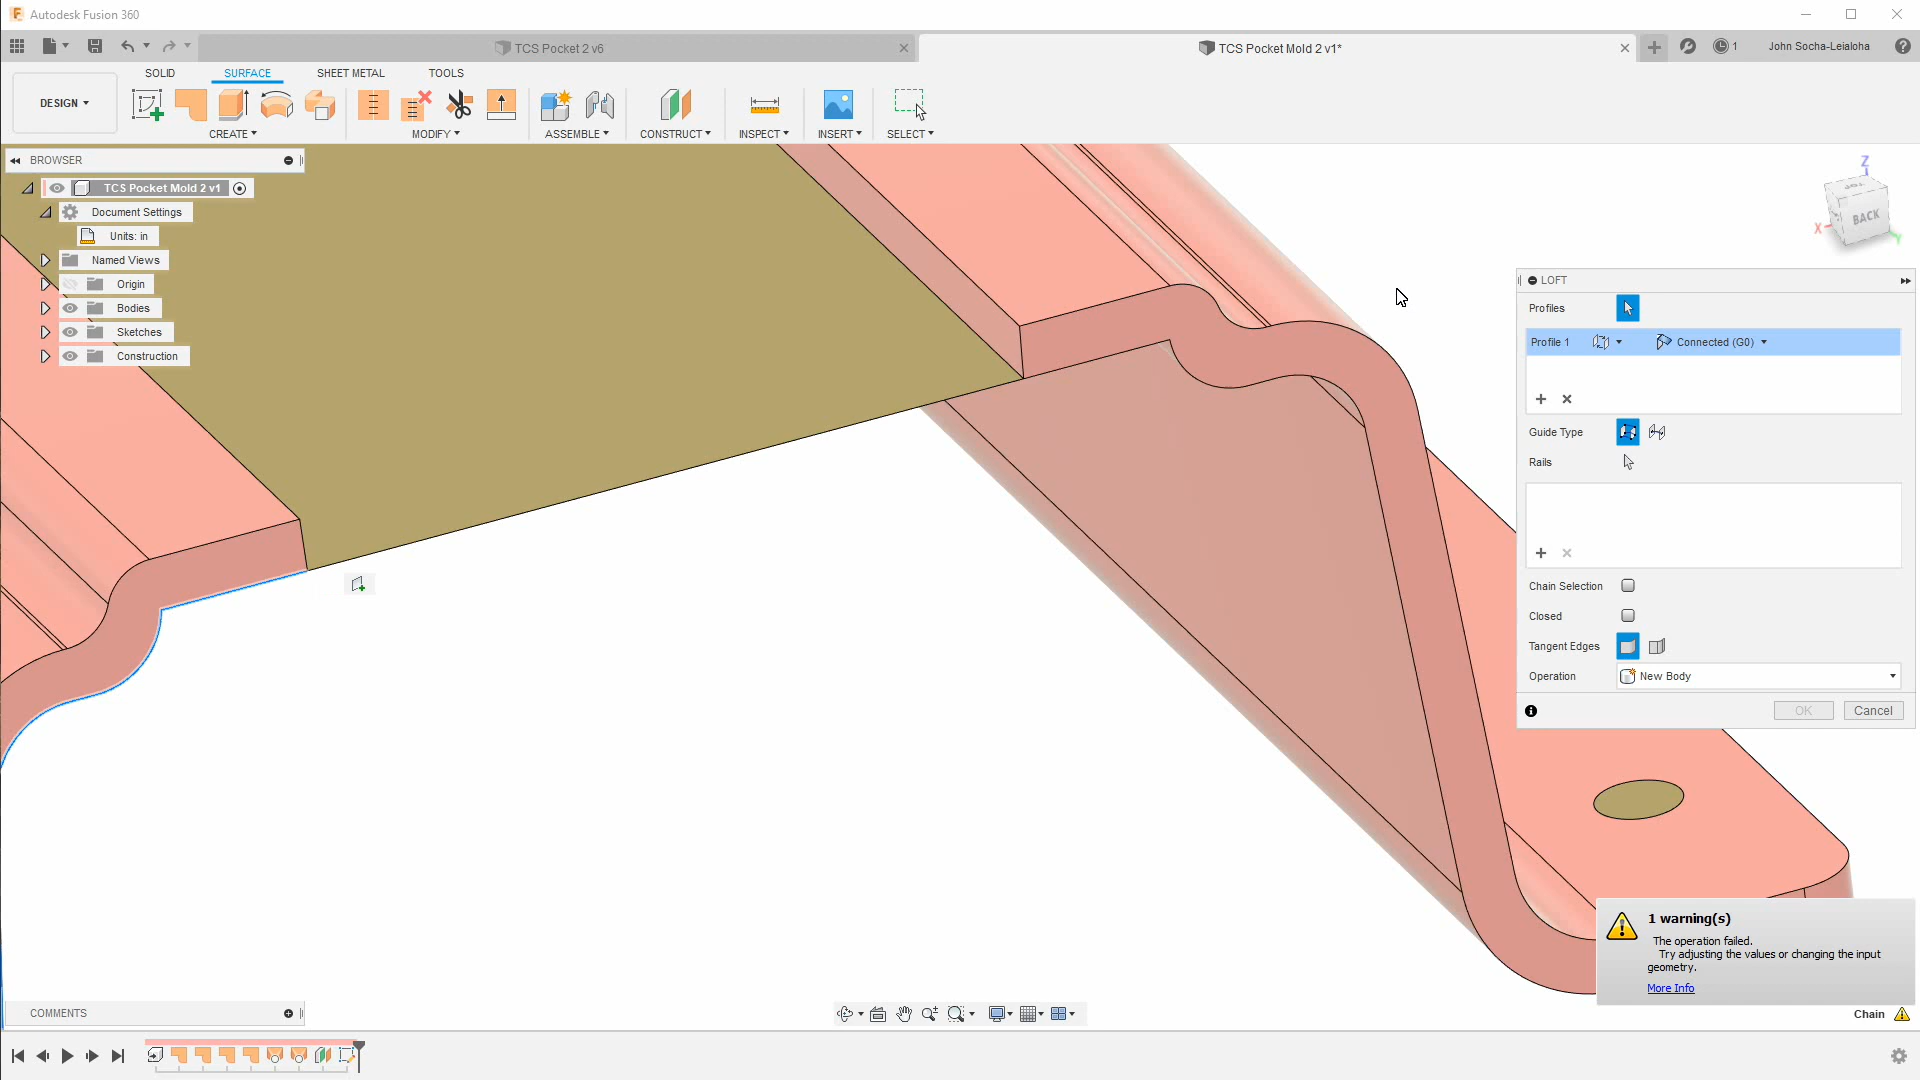 F Autodesk Fusion 360
TCS Pocket 2 v6
TCS Pocket Mold 2 v1*
1
John Socha-Leialoha
SOLID
SURFACE
SHEET METAL
TOOLS
DESIGN
CREATE
MODIFY
ASSEMBLE
CONSTRUCT
INSPECT
INSERT
SELECT
BROWSER
TCS Pocket Mold 2 v1
Document Settings
Units: in
Named Views
Origin
Bodies
Sketches
Construction
Z
TOP
BACK
X
Y
LOFT
Profiles
Profile 1
Connected (G0)
Guide Type
Rails
Chain Selection
Closed
Tangent Edges
Operation
New Body
OK
Cancel
1 warning(s)
The operation failed.
Try adjusting the values or changing the input
geometry.
More Info
COMMENTS
Chain